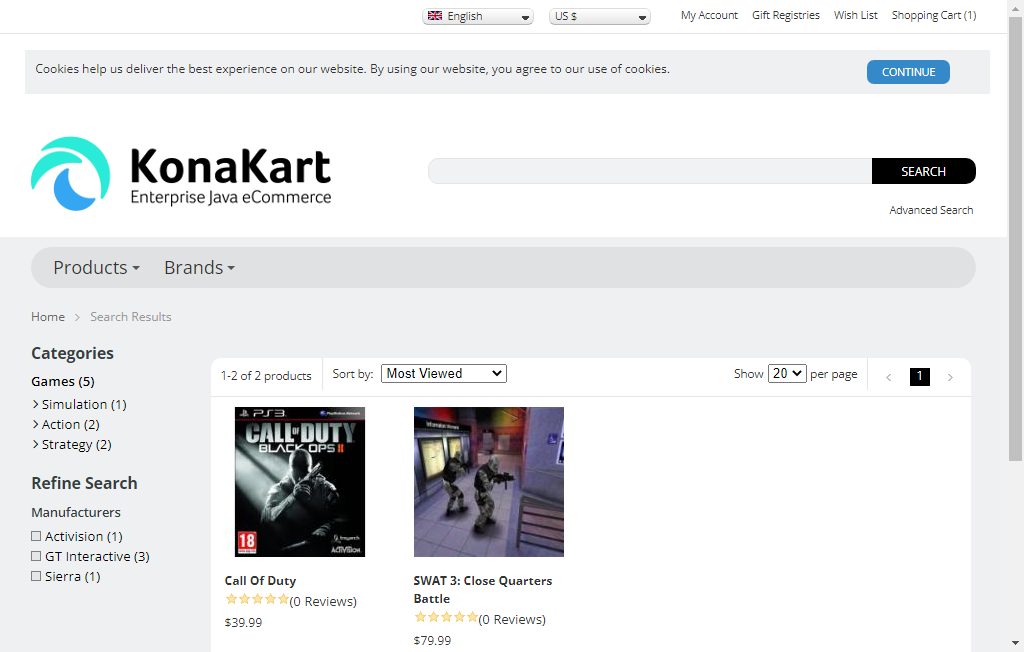 English
US $
My Account
Gift Registries
Wish List
Shopping Cart (1)
Cookies help us deliver the best experience on our website. By using our website, you agree to our use of cookies.
CONTINUE
KonaKart
Enterprise Java eCommerce
SEARCH
Advanced Search
Products
Brands
Home
Search Results
Categories
Games (5)
Simulation (1)
Action (2)
Strategy (2)
Refine Search
Manufacturers
Activision (1)
GT Interactive (3)
Sierra (1)
1-2 of 2 products
Sort by:
Most Viewed
Show
20
per page
1
PS3
CALL OF DUTY
BLACK OPS II
18
ACTIVISION
Call Of Duty
(0 Reviews)
$39.99
SWAT 3: Close Quarters
Battle
(0 Reviews)
$79.99